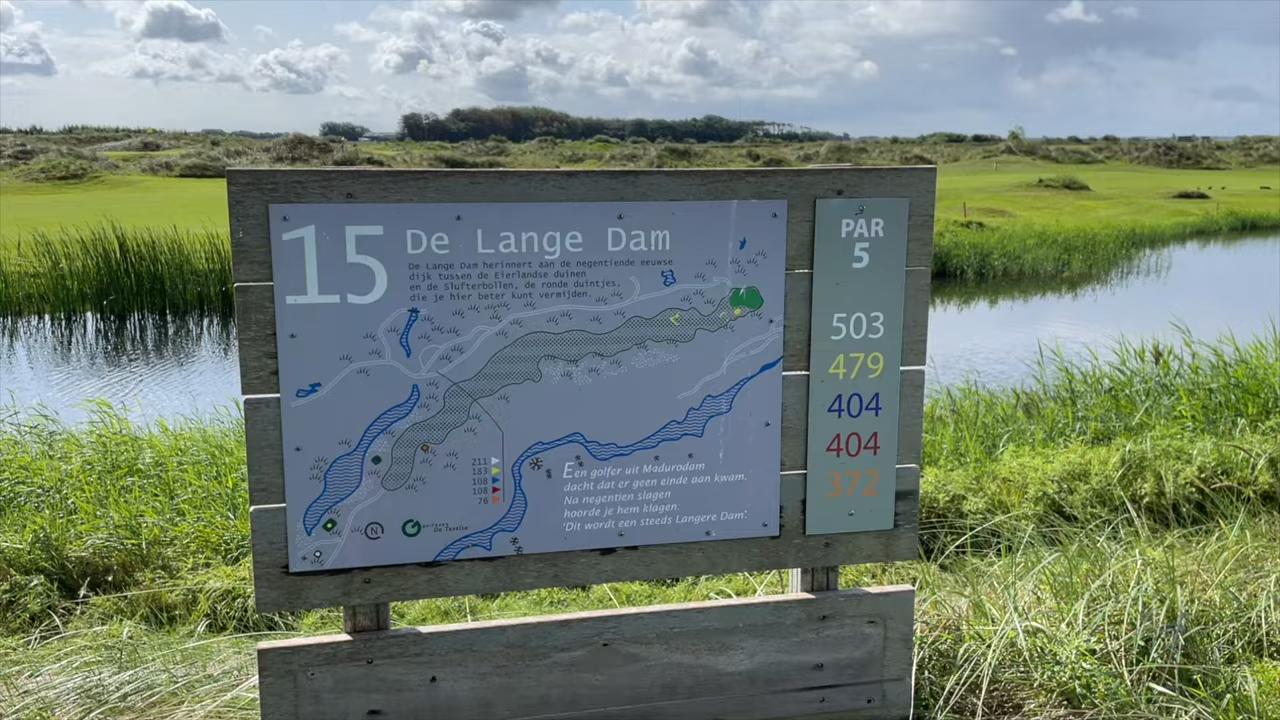 15
De Lange Dam
De Lange Dam herinnert aan de negentiende eeuwse
dijk tussen de Eierlandse duinen
en de Slufterbollen, de ronde duintjes,
die je hier beter kunt vermijden.
211
183
108
108
76
N
De Texelse
Een golfer uit Madurodam
dacht dat er geen einde aan kwam.
Na negentien slagen
hoorde je hem klagen.
'Dit wordt een steeds Langere Dam'.
PAR
5
503
479
404
404
372